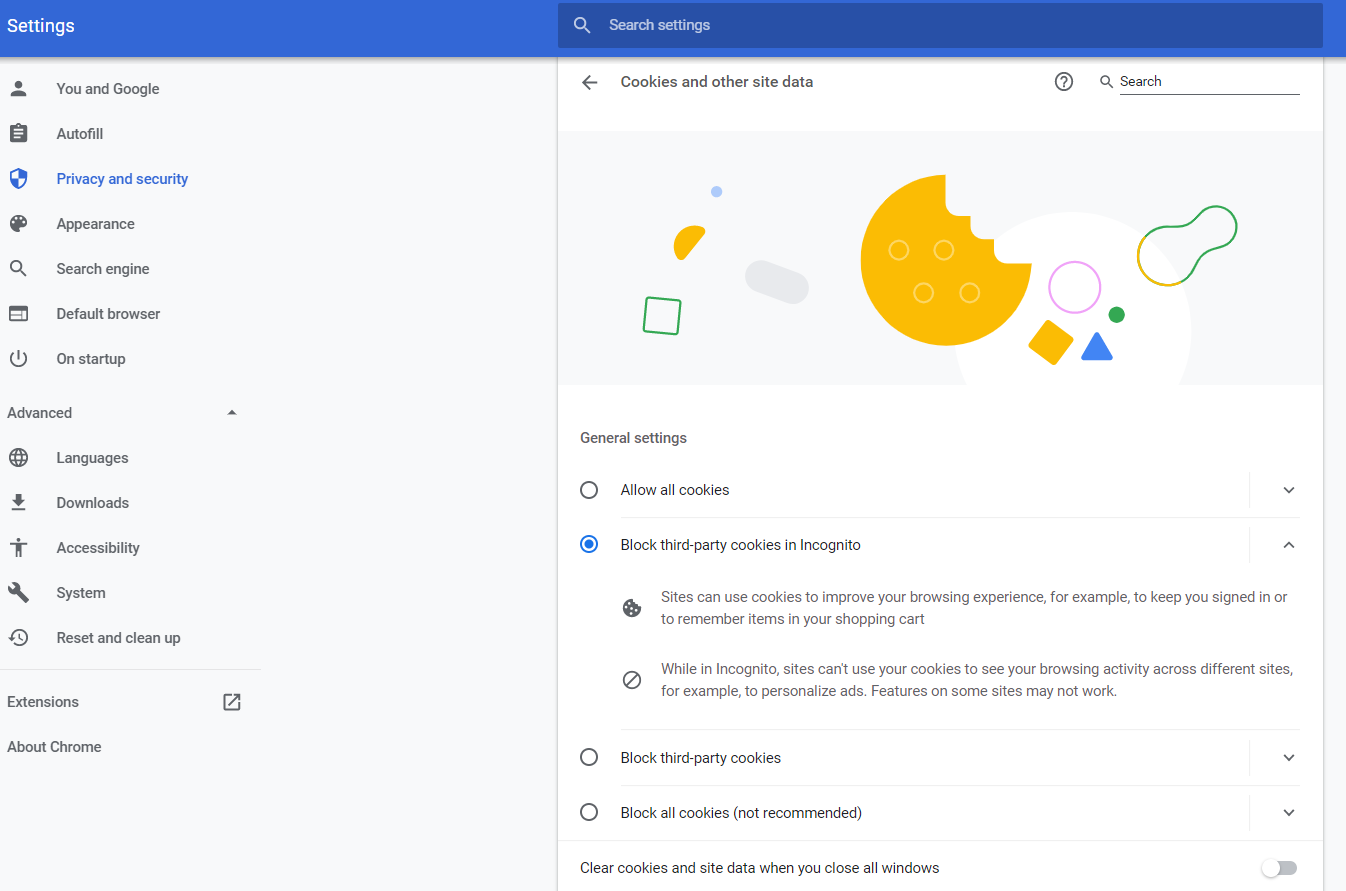 Settings
Search settings
You and Google
Autofill
Privacy and security
Appearance
Search engine
Default browser
On startup
Advanced
Languages
Downloads
Accessibility
System
Reset and clean up
Extensions
About Chrome
Cookies and other site data
Search
General settings
Allow all cookies
Block third-party cookies in Incognito
Sites can use cookies to improve your browsing experience, for example, to keep you signed in or
to remember items in your shopping cart
While in Incognito, sites can't use your cookies to see your browsing activity across different sites,
for example, to personalize ads. Features on some sites may not work.
Block third-party cookies
Block all cookies (not recommended)
Clear cookies and site data when you close all windows